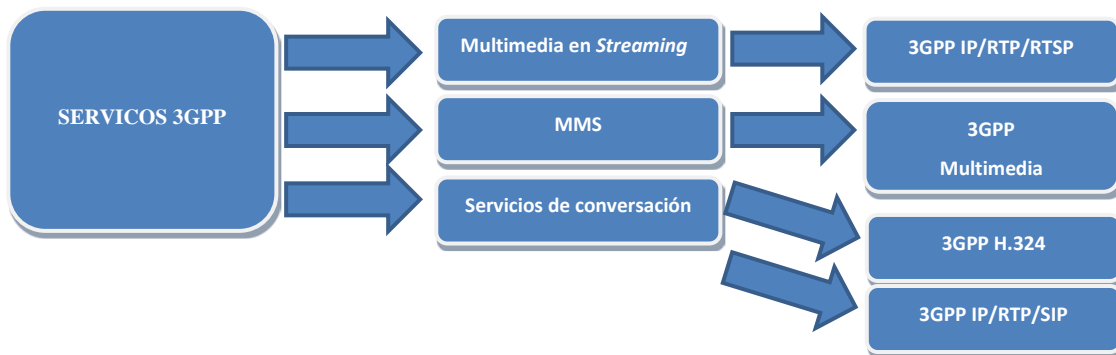 SERVICOS 3GPP
Multimedia en Streaming
3GPP IP/RTP/RTSP
MMS
3GPP
Multimedia
Servicios de conversación
3GPP H.324
3GPP IP/RTP/SIP